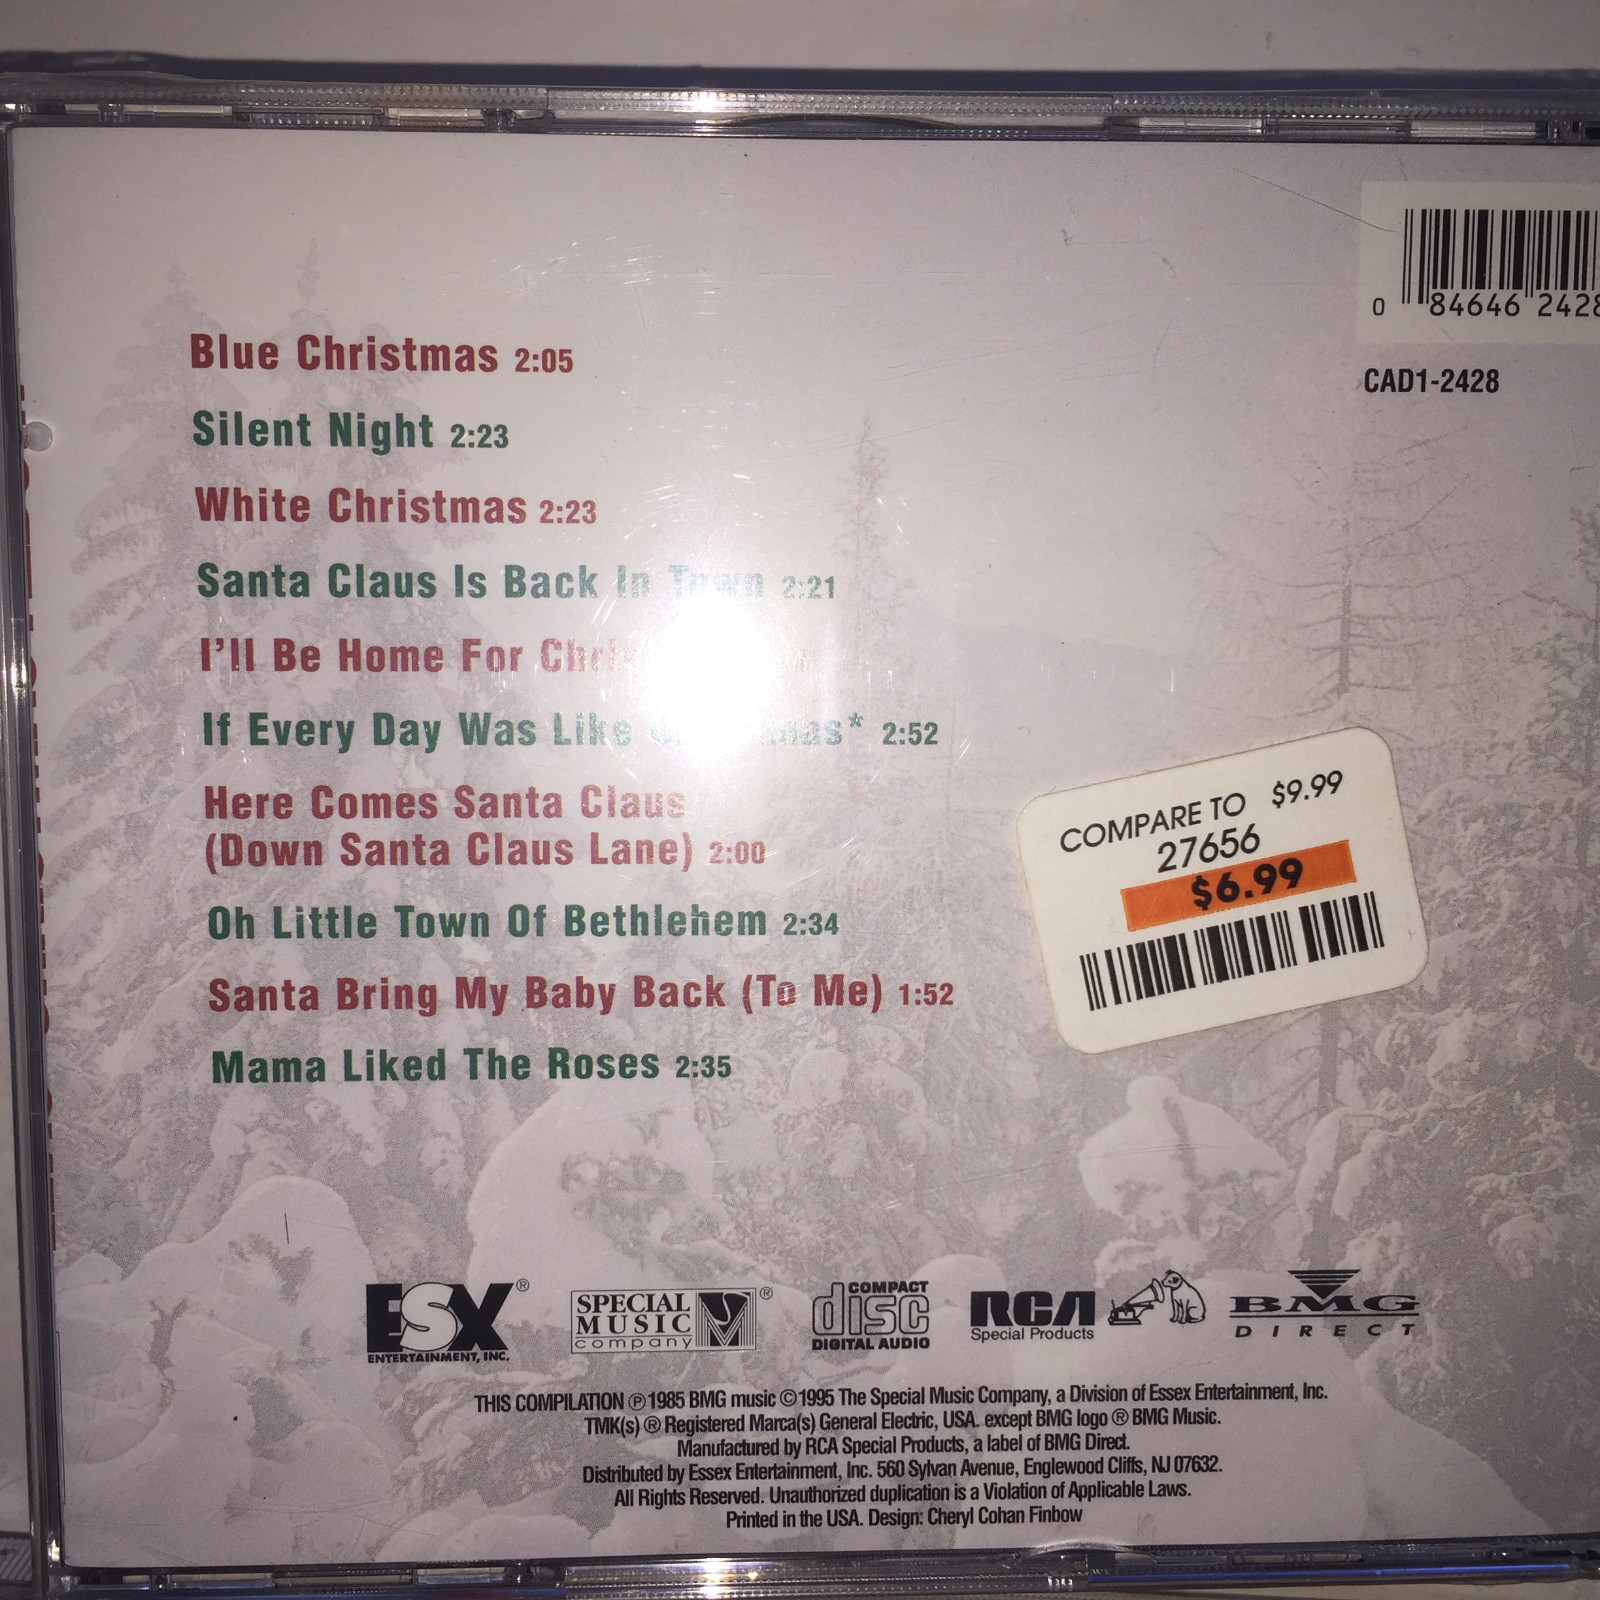 Blue Christmas 2:05
Silent Night 2:23
White Christmas 2:23
Santa Claus Is Back In Town 2:21
I'll Be Home For
If Every Day Was Like Christmas* 2:52
Here Comes Santa Claus
(Down Santa Claus Lane) 2:00
Oh Little Town Of Bethlehem 2:34
Santa Bring My Baby Back (To Me) 1:52
Mama Liked The Roses 2:35
0 84646 2428
CAD1-2428
COMPARE TO $9.99
27656
$6.99
ESX®
ENTERTAINMENT, INC.
SPECIAL
MUSIC
company ®
COMPACT
disc
DIGITAL AUDIO
RCA
Special Products
BMG
DIRECT
THIS COMPILATION ℗1985 BMG music ©1995 The Special Music Company, a Division of Essex Entertainment, Inc.
TMK(s) ® Registered Marca(s) General Electric, USA. except BMG logo ® BMG Music.
Manufactured by RCA Special Products, a label of BMG Direct.
Distributed by Essex Entertainment, Inc. 560 Sylvan Avenue, Englewood Cliffs, NJ 07632.
All Rights Reserved. Unauthorized duplication is a Violation of Applicable Laws.
Printed in the USA. Design: Cheryl Cohan Finbow